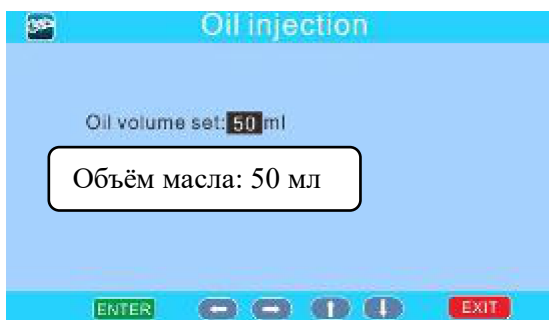 Oil injection
Oil volume set: 50 ml
Объём масла: 50 мл
ENTER
EXIT